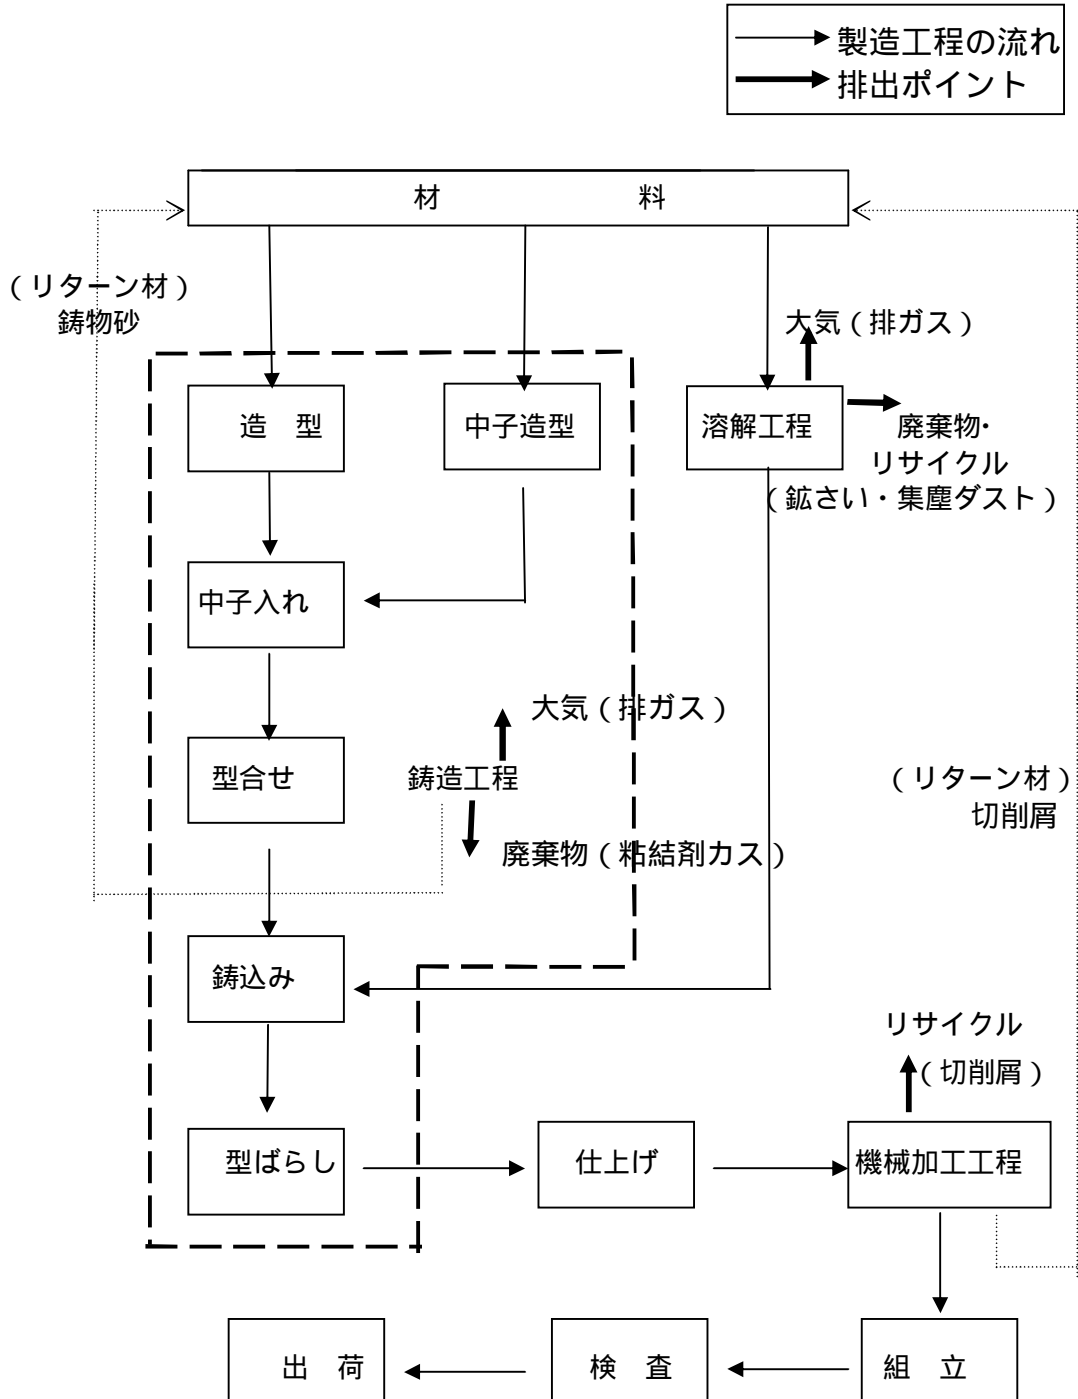 製造工程の流れ
排出ポイント
材　料
（リターン材）
鋳物砂
大気（排ガス）
造　型
中子造型
溶解工程
廃棄物・
リサイクル
（鉱さい・集塵ダスト）
中子入れ
大気（排ガス）
型合せ
鋳造工程
（リターン材）
切削屑
廃棄物（粘結剤カス）
鋳込み
リサイクル
（切削屑）
型ばらし
仕上げ
機械加工工程
出　荷
検　査
組　立